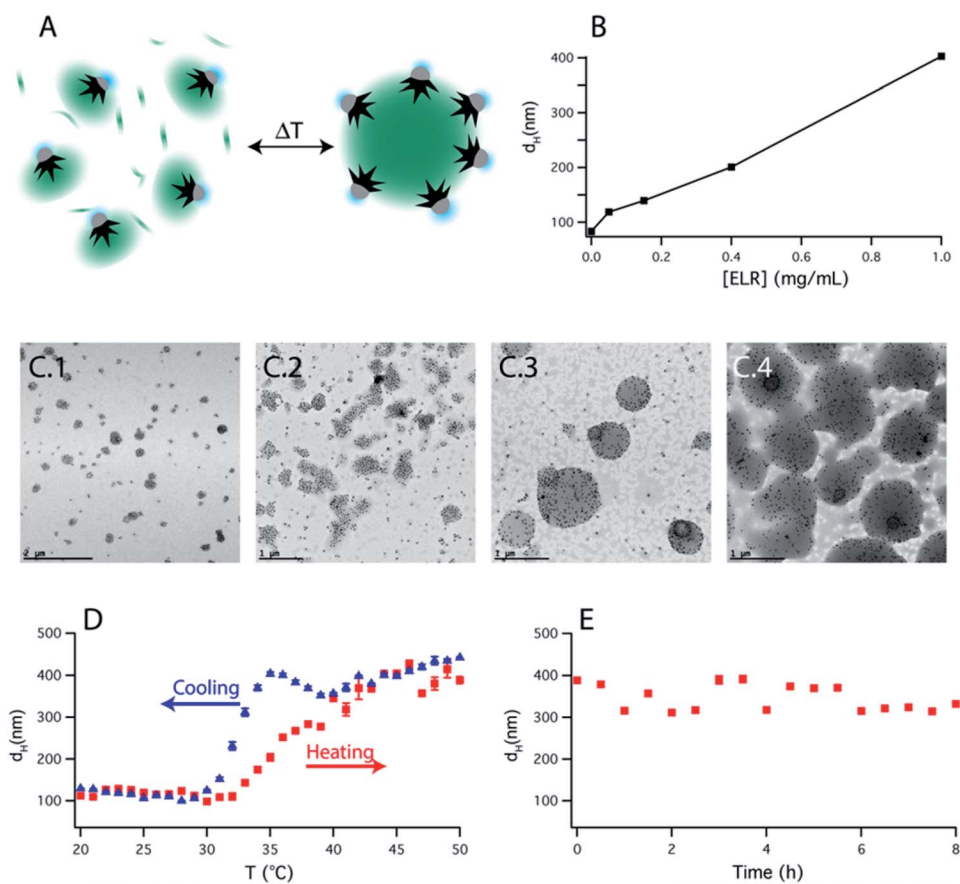 A
ΔT
B
d_H(nm)
400
300
200
100
0.0 0.2 0.4 0.6 0.8 1.0
[ELR] (mg/mL)
C.1
2 µm
C.2
1 µm
C.3
1 µm
C.4
1 µm
D
d_H(nm)
500
400
300
200
100
Cooling
Heating
20 25 30 35 40 45 50
T (°C)
E
d_H(nm)
500
400
300
200
100
0 2 4 6 8
Time (h)